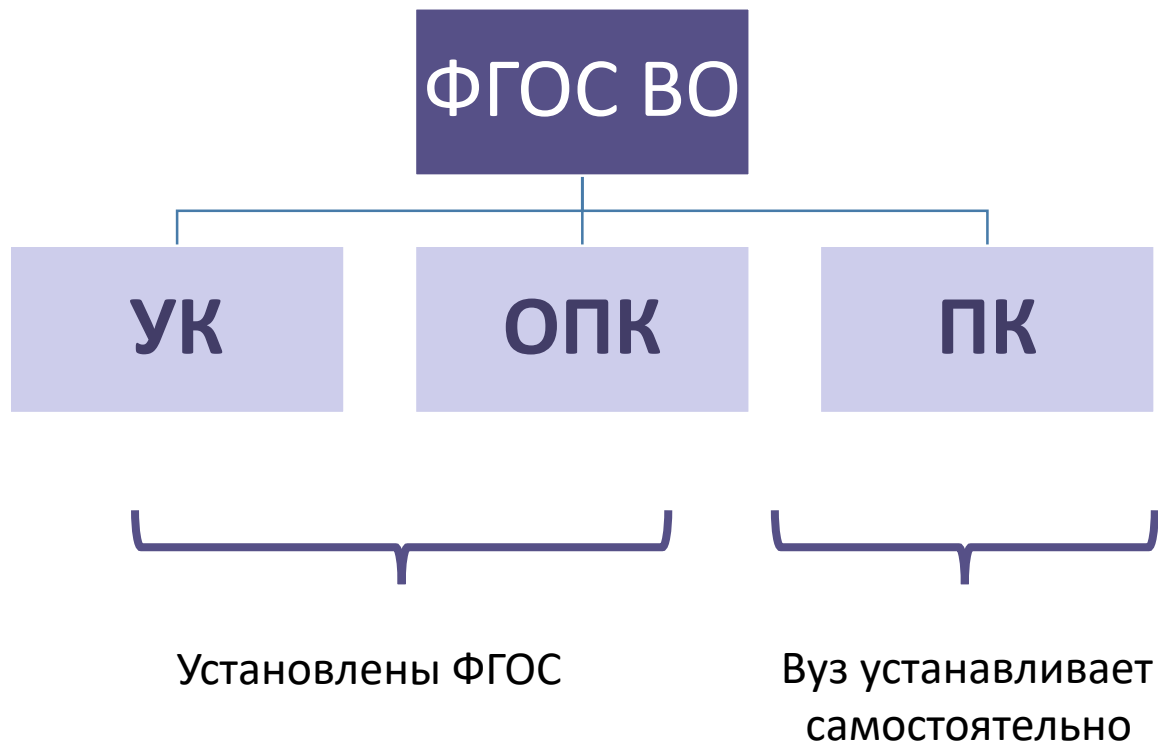 ФГОС ВО
УК
ОПК
ПК
Установлены ФГОС
Вуз устанавливает
самостоятельно